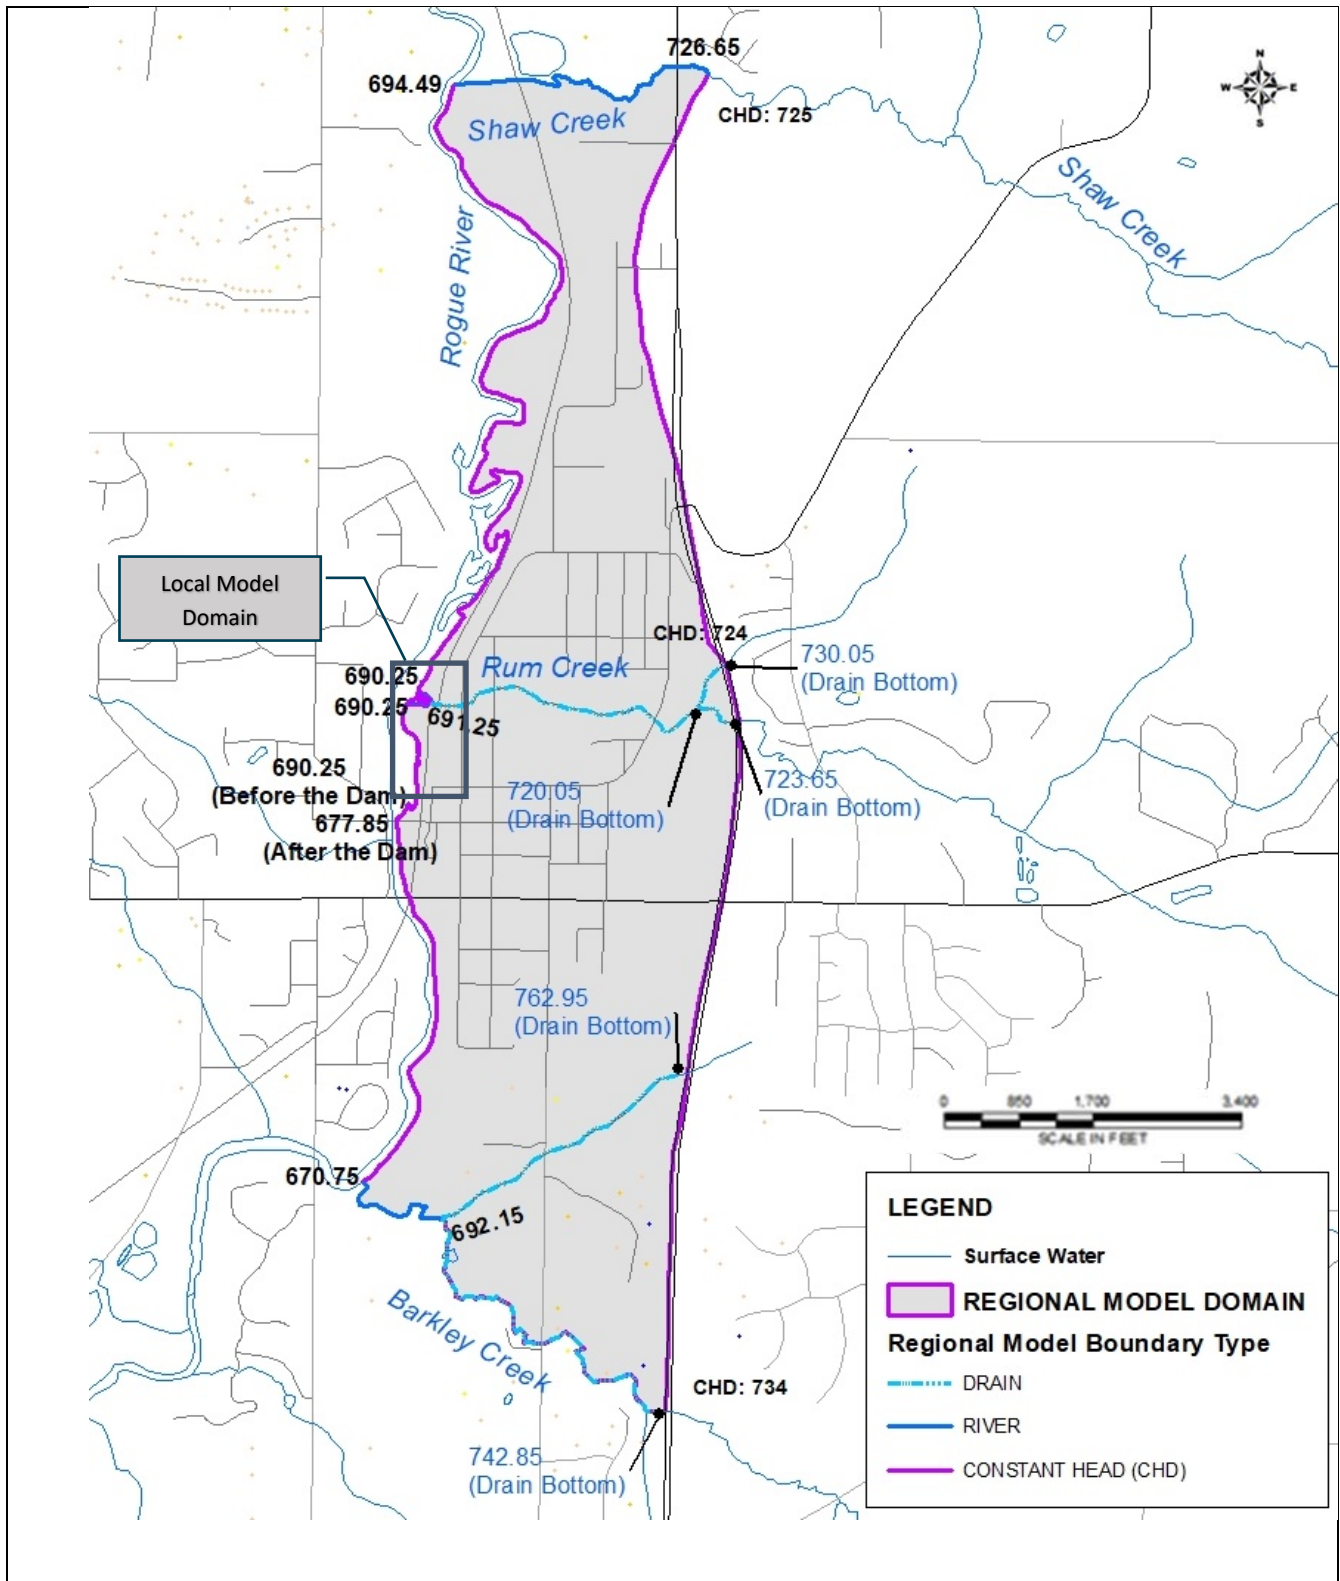 726.65
694.49
N
W E
S
CHD: 725
Shaw Creek
Shaw Creek
Rogue River
Local Model
Domain
CHD: 724
730.05
(Drain Bottom)
Rum Creek
690.25
690.25
691.25
690.25
(Before the Dam)
720.05
(Drain Bottom)
723.65
(Drain Bottom)
677.85
(After the Dam)
762.95
(Drain Bottom)
0 850 1,700 3,400
SCALE IN FEET
670.75
692.15
Barkley Creek
CHD: 734
742.85
(Drain Bottom)
LEGEND
Surface Water
REGIONAL MODEL DOMAIN
Regional Model Boundary Type
DRAIN
RIVER
CONSTANT HEAD (CHD)